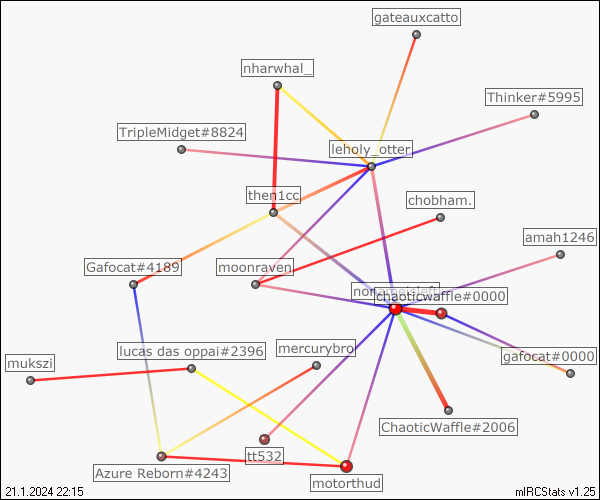 gateauxcatto
nharwhal_
Thinker#5995
TripleMidget#8824
leholy_otter
then1cc
chobham.
amah1246
Gafocat#4189
moonraven
chaoticwaffle#0000
lucas das oppai#2396
mercurybro
gafocat#0000
mukszi
ChaoticWaffle#2006
tt532
Azure Reborn#4243
motorthud
21.1.2024 22:15
mIRCStats v1.25